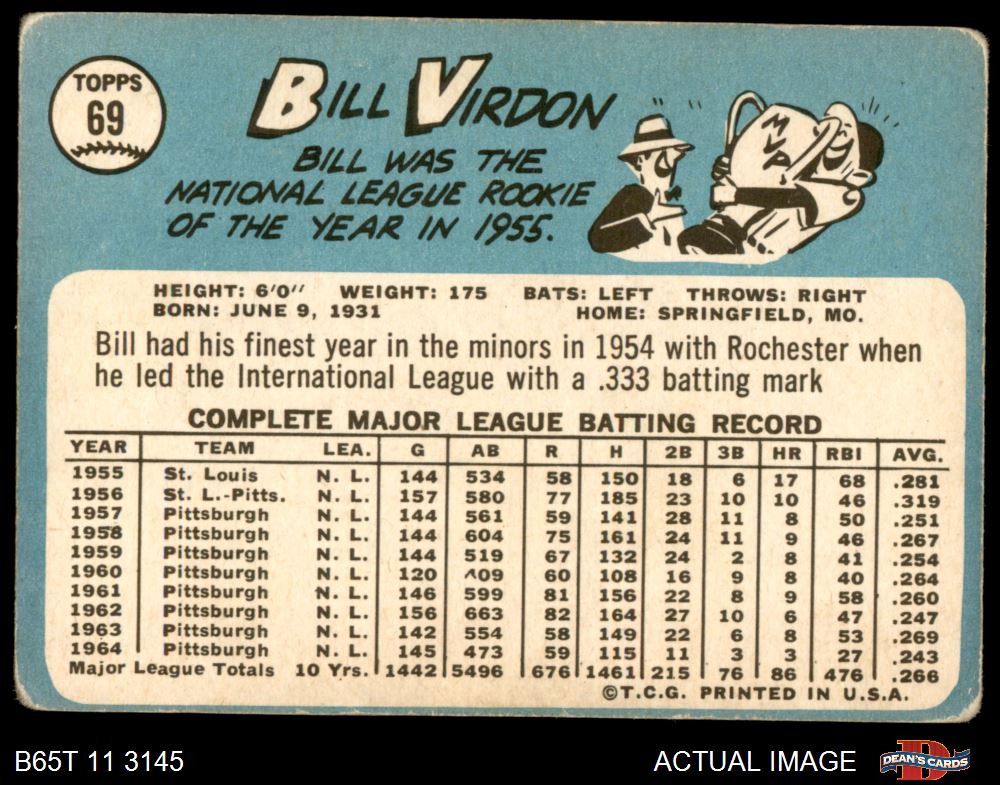 TOPPS
69
BILL VIRDON
BILL WAS THE
NATIONAL LEAGUE ROOKIE
OF THE YEAR IN 1955.
M.V.P.
HEIGHT: 6'0" WEIGHT: 175 BATS: LEFT THROWS: RIGHT
BORN: JUNE 9, 1931 HOME: SPRINGFIELD, MO.
Bill had his finest year in the minors in 1954 with Rochester when
he led the International League with a .333 batting mark
COMPLETE MAJOR LEAGUE BATTING RECORD
YEAR TEAM LEA. G AB R H 2B 3B HR RBI AVG.
1955 St. Louis N. L. 144 534 58 150 18 6 17 68 .281
1956 St. L.-Pitts. N. L. 157 580 77 185 23 10 10 46 .319
1957 Pittsburgh N. L. 144 561 59 141 28 11 8 50 .251
1958 Pittsburgh N. L. 144 604 75 161 24 11 9 46 .267
1959 Pittsburgh N. L. 144 519 67 132 24 2 8 41 .254
1960 Pittsburgh N. L. 120 409 60 108 16 9 8 40 .264
1961 Pittsburgh N. L. 146 599 81 156 22 8 9 58 .260
1962 Pittsburgh N. L. 156 663 82 164 27 10 6 47 .247
1963 Pittsburgh N. L. 142 554 58 149 22 6 8 53 .269
1964 Pittsburgh N. L. 145 473 59 115 11 3 3 27 .243
Major League Totals 10 Yrs. 1442 5496 676 1461 215 76 86 476 .266
©T.C.G. PRINTED IN U.S.A.
B65T 11 3145 ACTUAL IMAGE DEAN'S CARDS